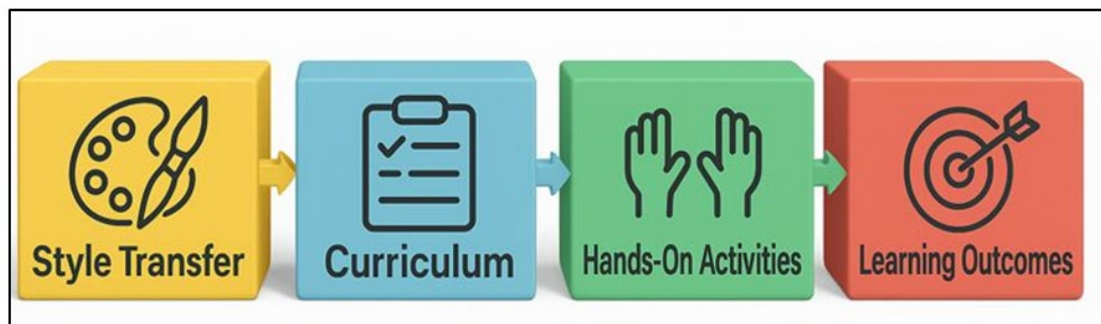 Style Transfer
Curriculum
Hands-On Activities
Learning Outcomes